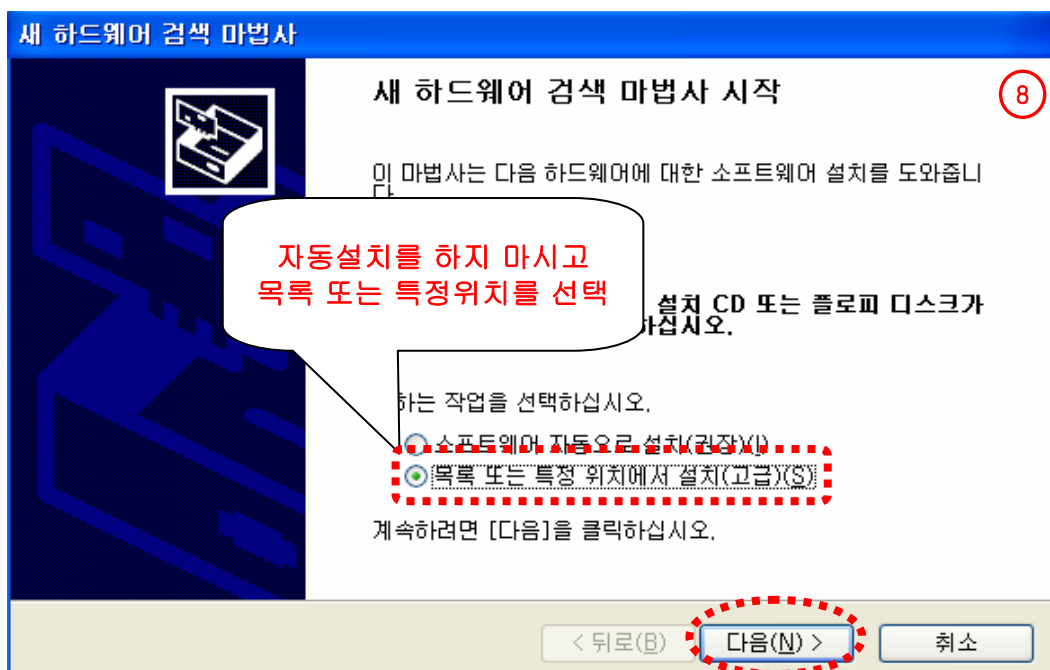 새 하드웨어 검색 마법사
새 하드웨어 검색 마법사 시작
8
이 마법사는 다음 하드웨어에 대한 소프트웨어 설치를 도와줍니
다
자동설치를 하지 마시고
목록 또는 특정위치를 선택
설치 CD 또는 플로피 디스크가
하십시오.
하는 작업을 선택하십시오.
소프트웨어 자동으로 설치(권장)(I)
목록 또는 특정 위치에서 설치(고급)(S)
계속하려면 [다음]을 클릭하십시오.
< 뒤로(B) 다음(N) > 취소